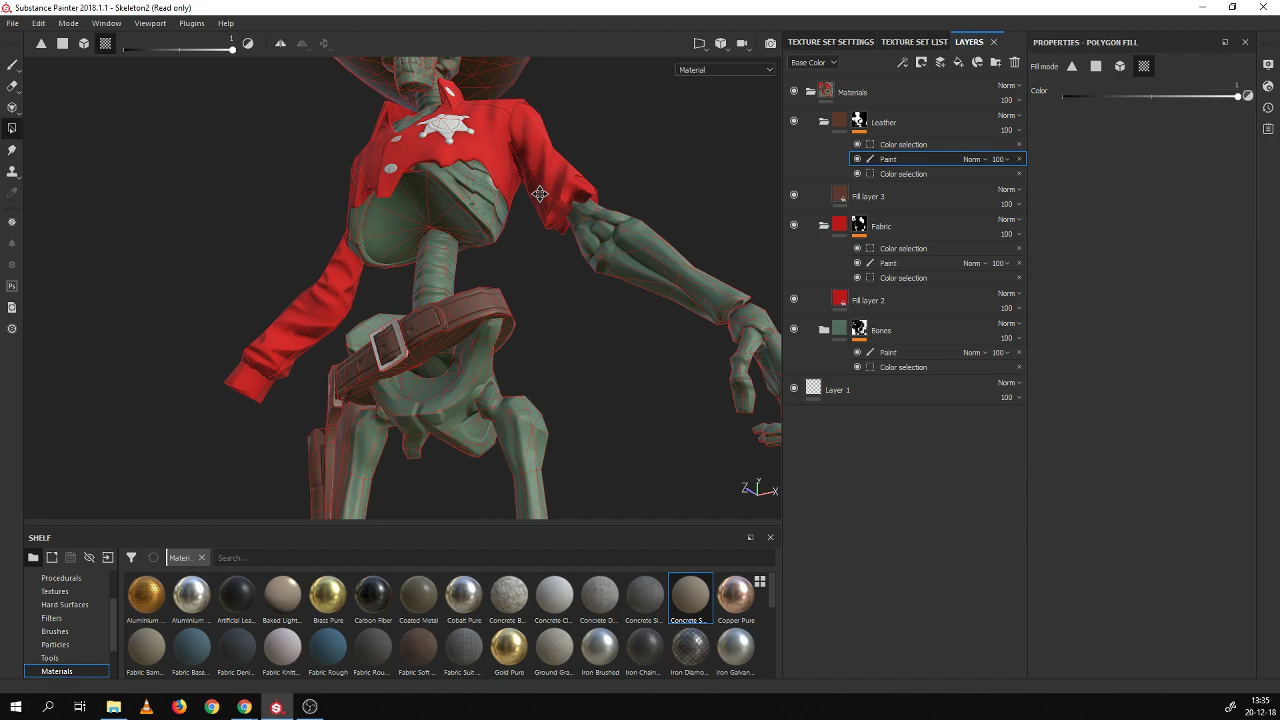 Substance Painter 2018.1.1 - Skeleton2 (Read only)
File Edit Mode Window Viewport Plugins Help
1
Material
Z Y X
TEXTURE SET SETTINGS TEXTURE SET LIST LAYERS
Base Color
Materials Norm 100
Leather Norm 100
Color selection
Paint Norm 100
Color selection
Fill layer 3 Norm 100
Fabric Norm 100
Color selection
Paint Norm 100
Color selection
Fill layer 2 Norm 100
Bones Norm 100
Paint Norm 100
Color selection
Layer 1 Norm 100
PROPERTIES - POLYGON FILL
Fill mode
Color 1
SHELF
Materi... Search...
Procedurals
Textures
Hard Surfaces
Filters
Brushes
Particles
Tools
Materials
Aluminium ... Aluminium ... Artificial Lea... Baked Light... Brass Pure Carbon Fiber Coated Metal Cobalt Pure Concrete B... Concrete Cl... Concrete D... Concrete Si... Concrete S... Copper Pure
Fabric Bam... Fabric Base... Fabric Deni... Fabric Knitt... Fabric Rough Fabric Rou... Fabric Soft ... Fabric Suit ... Gold Pure Ground Gra... Iron Brushed Iron Chain... Iron Diamo... Iron Galvan...
Ps
13:35
20-12-18